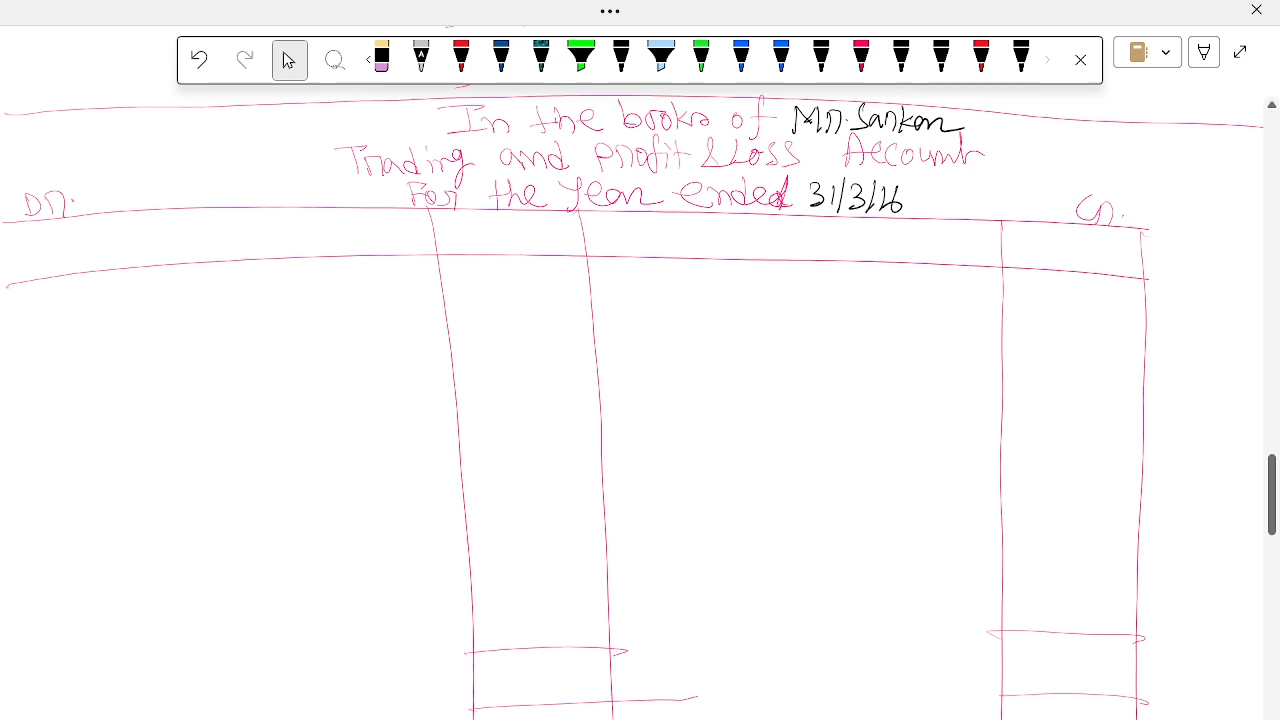 In the books of Mr. Sankar
Trading and profit & Loss Account
For the year ended 31/3/16
Dr.
Cr.